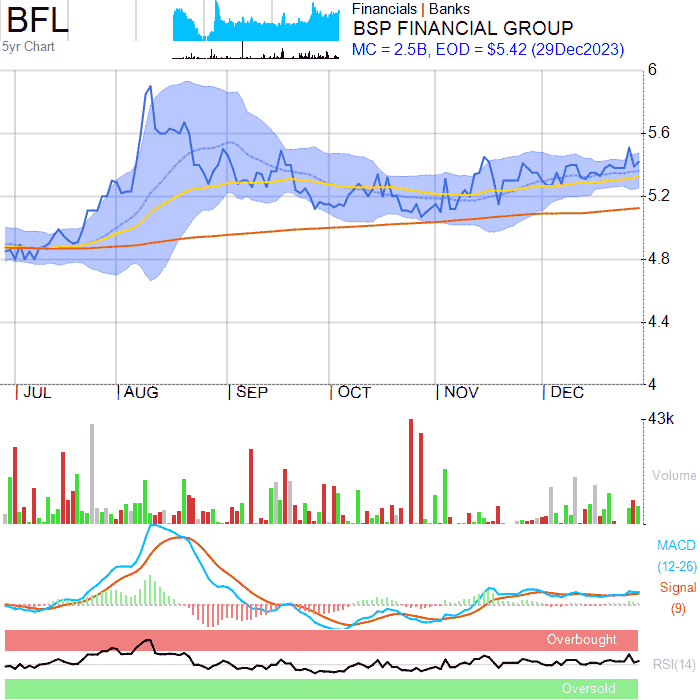 BFL
5yr Chart
Financials | Banks
BSP FINANCIAL GROUP
MC = 2.5B, EOD = $5.42 (29Dec2023)
6
5.6
5.2
4.8
4.4
4
JUL AUG SEP OCT NOV DEC
43k
Volume
MACD
(12-26)
Signal
(9)
Overbought
RSI(14)
Oversold